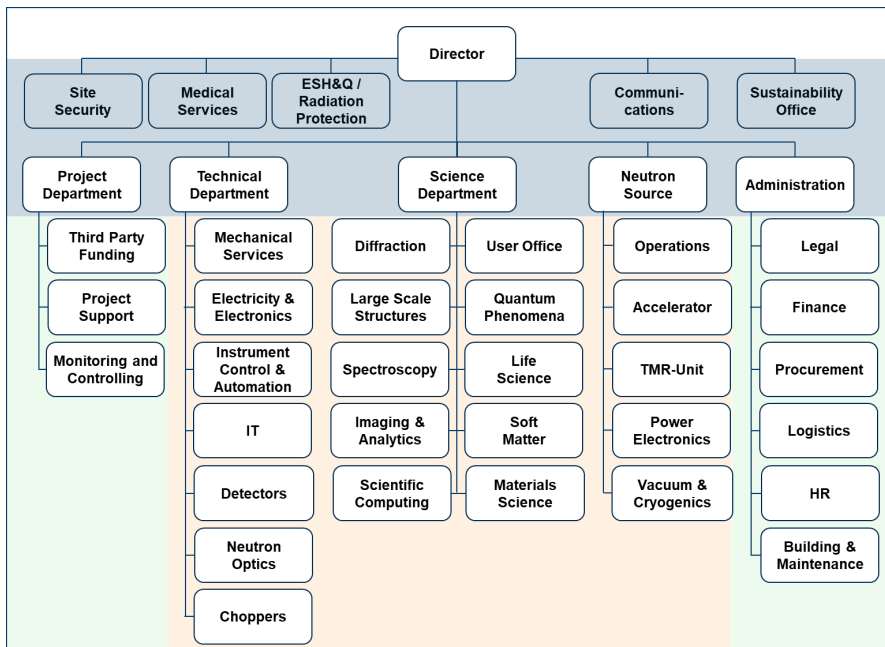 Director
Site
Security
Medical
Services
ESH&Q /
Radiation
Protection
Communi-
cations
Sustainability
Office
Project
Department
Technical
Department
Science
Department
Neutron
Source
Administration
Third Party
Funding
Project
Support
Monitoring and
Controlling
Mechanical
Services
Electricity &
Electronics
Instrument
Control &
Automation
IT
Detectors
Neutron
Optics
Choppers
Diffraction
Large Scale
Structures
Spectroscopy
Imaging &
Analytics
Scientific
Computing
User Office
Quantum
Phenomena
Life
Science
Soft
Matter
Materials
Science
Operations
Accelerator
TMR-Unit
Power
Electronics
Vacuum &
Cryogenics
Legal
Finance
Procurement
Logistics
HR
Building &
Maintenance